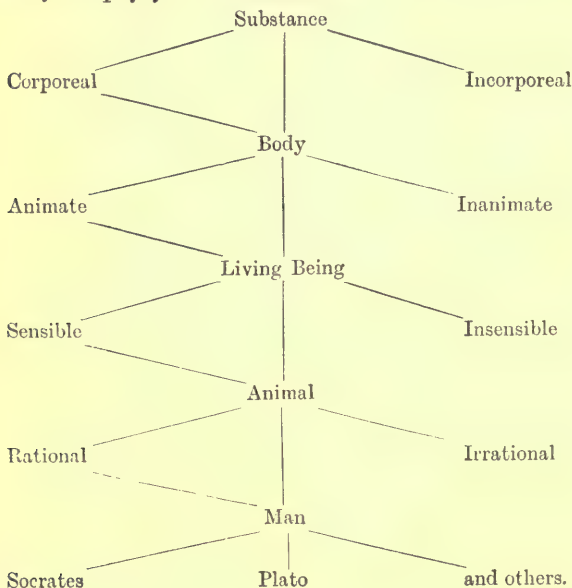 Substance
Corporeal Incorporeal
Body
Animate Inanimate
Living Being
Sensible Insensible
Animal
Rational Irrational
Man
Socrates Plato and others.